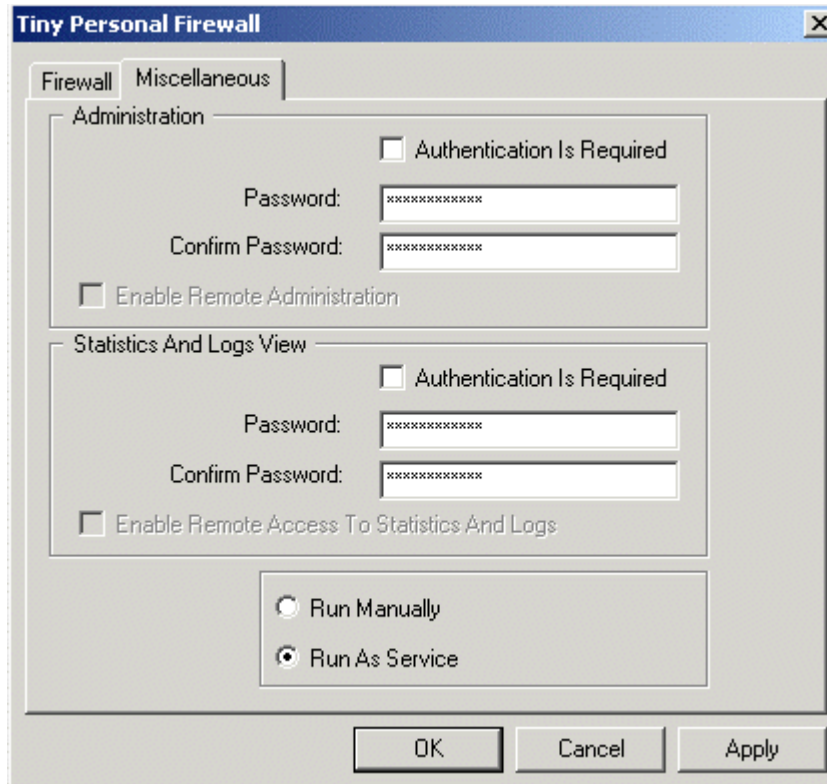 Tiny Personal Firewall
Firewall Miscellaneous
Administration
Authentication Is Required
Password: ************
Confirm Password: ************
Enable Remote Administration
Statistics And Logs View
Authentication Is Required
Password: ************
Confirm Password: ************
Enable Remote Access To Statistics And Logs
Run Manually
Run As Service
OK Cancel Apply